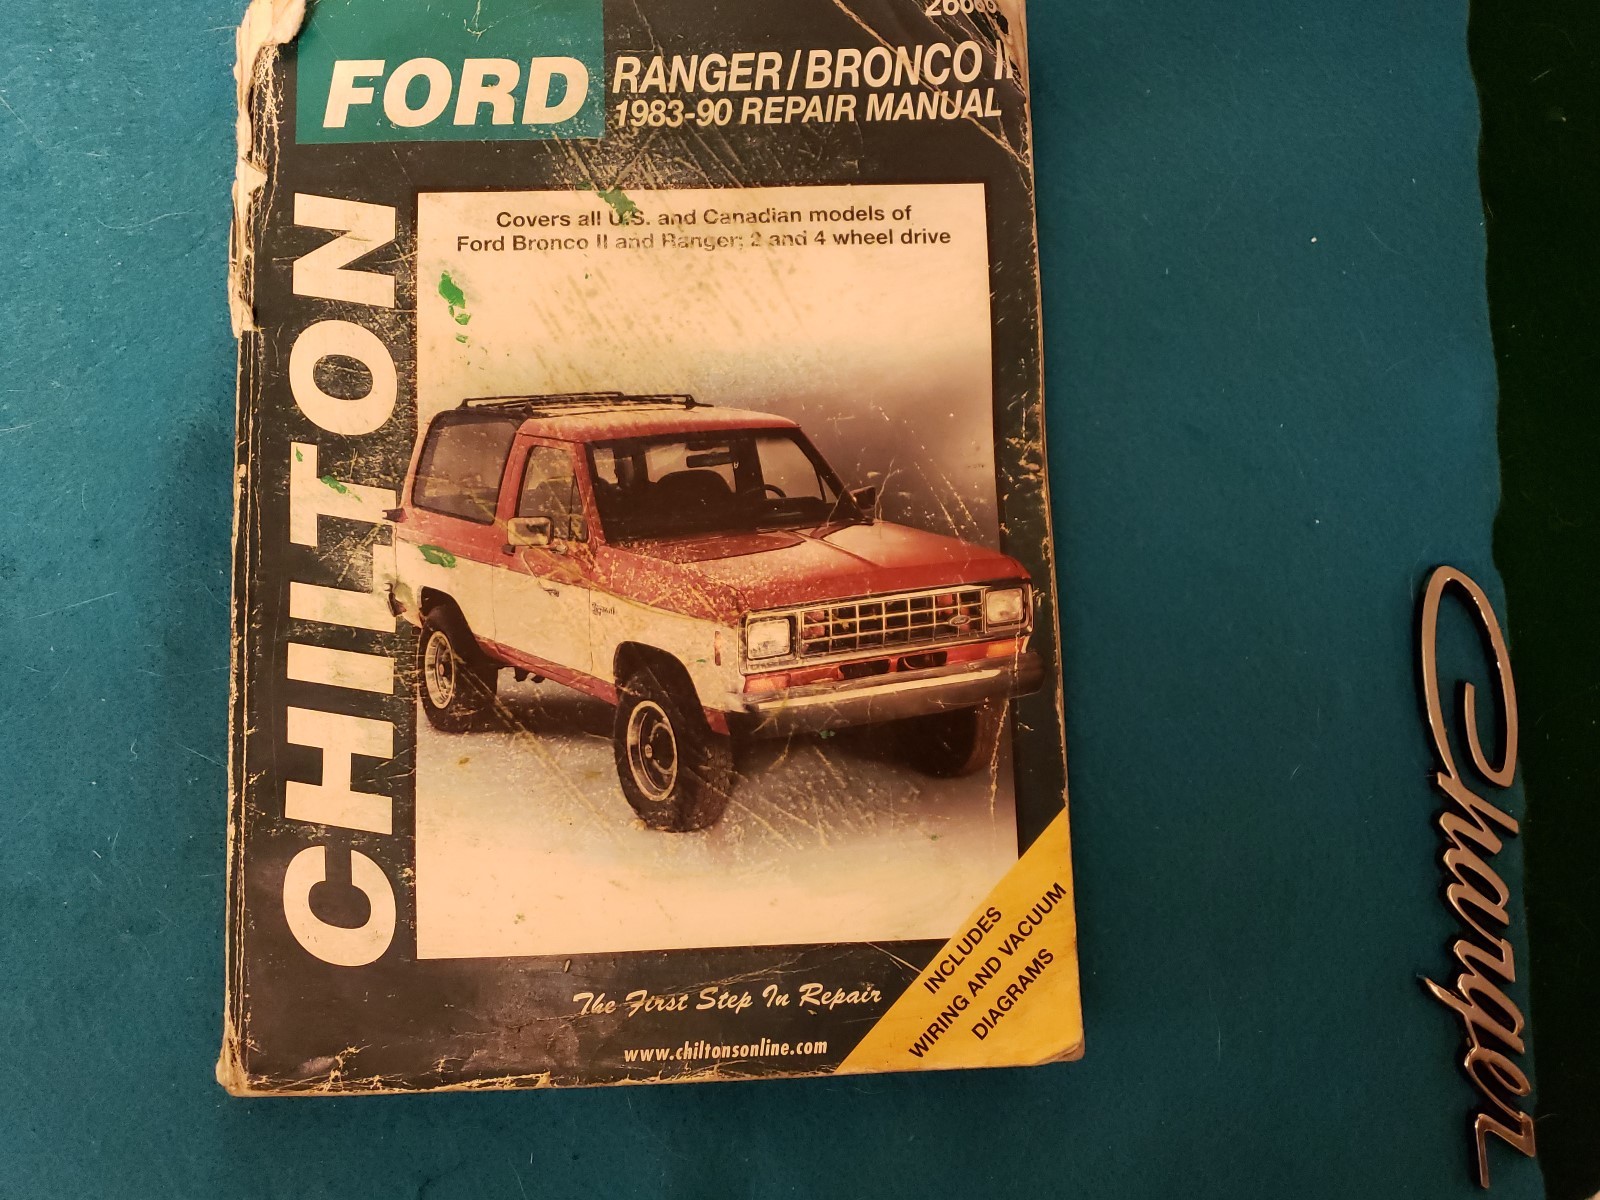 FORD
RANGER/BRONCO II
1983-90 REPAIR MANUAL
CHILTON
Covers all U.S. and Canadian models of
Ford Bronco II and Ranger; 2 and 4 wheel drive
INCLUDES
WIRING AND VACUUM
DIAGRAMS
The First Step In Repair
www.chiltonsonline.com
Charger